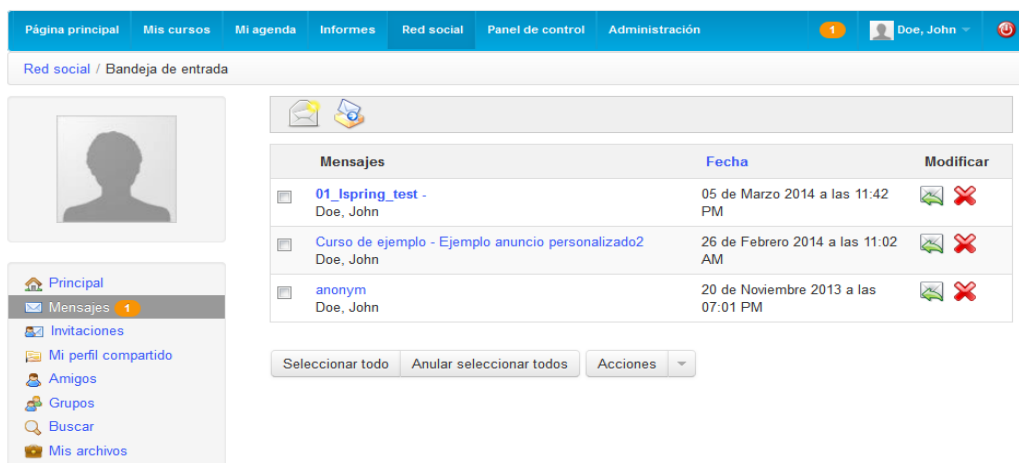 Página principal Mis cursos Mi agenda Informes Red social Panel de control Administración 1 Doe, John
Red social / Bandeja de entrada
Mensajes Fecha Modificar
01_Ispring_test - 05 de Marzo 2014 a las 11:42
Doe, John PM
Curso de ejemplo - Ejemplo anuncio personalizado2 26 de Febrero 2014 a las 11:02
Doe, John AM
anonym 20 de Noviembre 2013 a las
Doe, John 07:01 PM
Seleccionar todo Anular seleccionar todos Acciones
Principal
Mensajes 1
Invitaciones
Mi perfil compartido
Amigos
Grupos
Buscar
Mis archivos